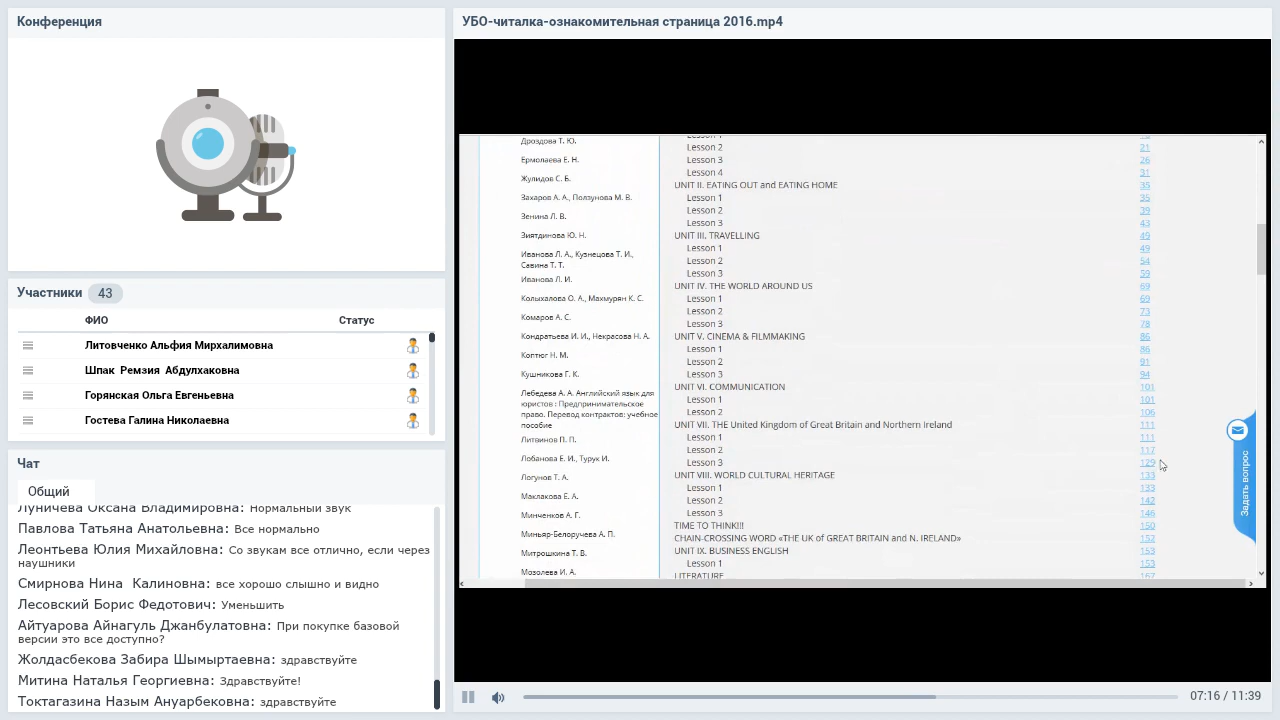 Конференция
Участники 43
ФИО Статус
Литовченко Альфия Мирхалимовна
Шпак Ремзия Абдулхаковна
Горянская Ольга Евгеньевна
Гостева Галина Николаевна
Чат
Общий
Луничева Оксана Владимировна: Нормальный звук
Павлова Татьяна Анатольевна: Все нормально
Леонтьева Юлия Михайловна: Со звукам все отлично, если через
наушники
Смирнова Нина Калиновна: все хорошо слышно и видно
Лесовский Борис Федотович: Уменьшить
Айтуарова Айнагуль Джанбулатовна: При покупке базовой
версии это все доступно?
Жолдасбекова Забира Шымыртаевна: здравствуйте
Митина Наталья Георгиевна: Здравствуйте!
Токтагазина Назым Ануарбековна: здравствуйте
УБО-читалка-ознакомительная страница 2016.mp4
Дроздова Т. Ю.
Ермолаева Е. Н.
Жулидов С. Б.
Захаров А. А., Ползунова М. В.
Зенина Л. В.
Зиятдинова Ю. Н.
Иванова Л. А., Кузнецова Т. И.,
Савина Т. Т.
Иванова Л. И.
Колыхалова О. А., Махмурян К. С.
Комаров А. С.
Кондратьева И. И., Некрасова Н. А.
Коптюг Н. М.
Кушникова Г. К.
Лебедева А. А. Английский язык для
юристов : Предпринимательское
право. Перевод контрактов: учебное
пособие
Литвинов П. П.
Лобанова Е. И., Турук И.
Логунов Т. А.
Маклакова Е. А.
Минченков А. Г.
Миньяр-Белоручева А. П.
Митрошкина Т. В.
Мозолева И. А.
Lesson 1
Lesson 2 21
Lesson 3 26
Lesson 4 31
UNIT II. EATING OUT and EATING HOME 35
Lesson 1 35
Lesson 2 39
Lesson 3 43
UNIT III. TRAVELLING 49
Lesson 1 49
Lesson 2 54
Lesson 3 59
UNIT IV. THE WORLD AROUND US 69
Lesson 1 69
Lesson 2 73
Lesson 3 78
UNIT V. CINEMA & FILMMAKING 86
Lesson 1 86
Lesson 2 91
Lesson 3 94
UNIT VI. COMMUNICATION 101
Lesson 1 101
Lesson 2 106
UNIT VII. THE United Kingdom of Great Britain and Northern Ireland 111
Lesson 1 111
Lesson 2 117
Lesson 3 129
UNIT VIII. WORLD CULTURAL HERITAGE 133
Lesson 1 133
Lesson 2 142
Lesson 3 146
TIME TO THINK!!! 150
CHAIN-CROSSING WORD «THE UK of GREAT BRITAIN and N. IRELAND» 152
UNIT IX. BUSINESS ENGLISH 153
Lesson 1 153
LITERATURE 167
Задать вопрос
07:16 / 11:39